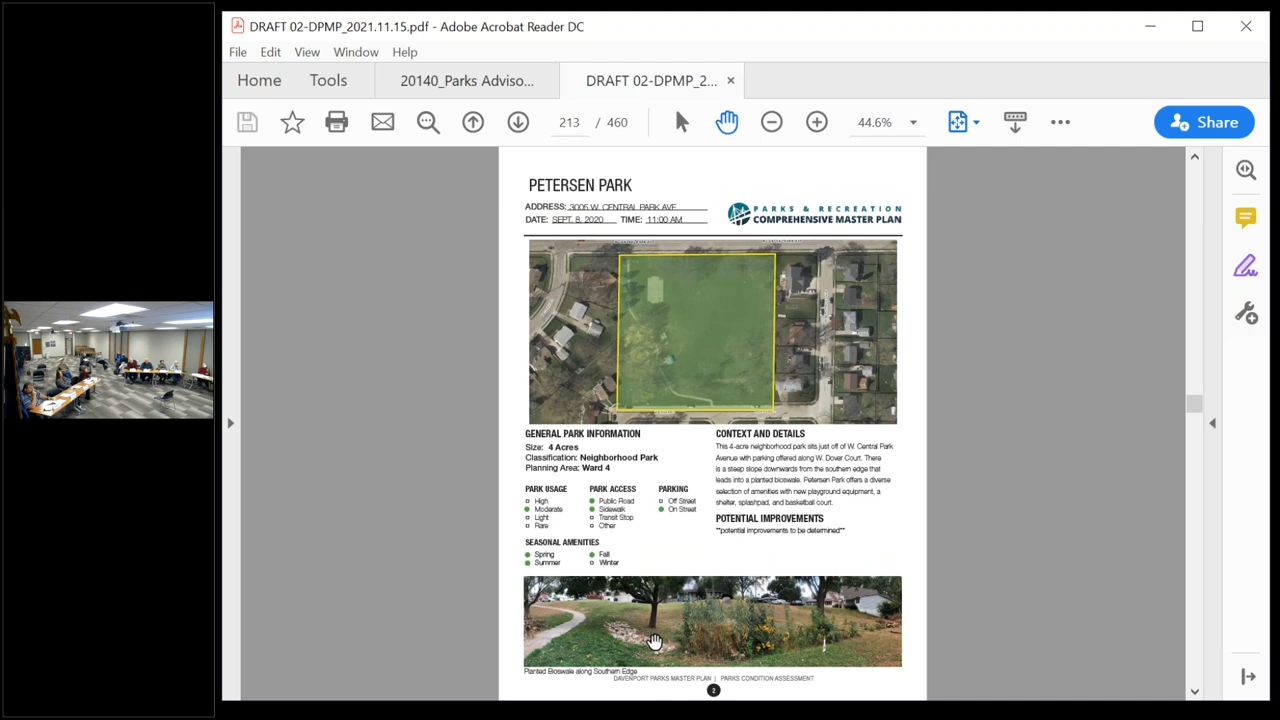 DRAFT 02-DPMP_2021.11.15.pdf - Adobe Acrobat Reader DC
File Edit View Window Help
Home Tools 20140_Parks Adviso... DRAFT 02-DPMP_2...
213 / 460 44.6% Share
PETERSEN PARK
ADDRESS: 3005 W. CENTRAL PARK AVE
DATE: SEPT. 8, 2020 TIME: 11:00 AM
PARKS & RECREATION
COMPREHENSIVE MASTER PLAN
GENERAL PARK INFORMATION
Size: 4 Acres
Classification: Neighborhood Park
Planning Area: Ward 4
PARK USAGE PARK ACCESS PARKING
High Public Road Off Street
Moderate Sidewalk On Street
Light Transit Stop
Rare Other
SEASONAL AMENITIES
Spring Fall
Summer Winter
CONTEXT AND DETAILS
This 4-acre neighborhood park sits just off of W. Central Park
Avenue with parking offered along W. Dover Court. There
is a steep slope downwards from the southern edge that
leads into a planted bioswale. Petersen Park offers a diverse
selection of amenities with new playground equipment, a
shelter, splashpad, and basketball court.
POTENTIAL IMPROVEMENTS
**potential improvements to be determined**
Planted Bioswale along Southern Edge
DAVENPORT PARKS MASTER PLAN | PARKS CONDITION ASSESSMENT
2